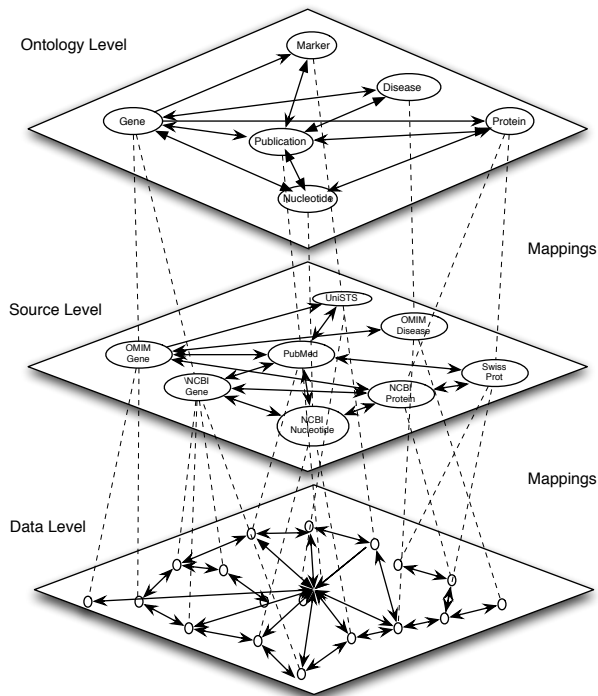 Ontology Level
Marker
Disease
Gene
Protein
Publication
Nucleotide
Mappings
Source Level
UniSTS
OMIM
Disease
OMIM
Gene
PubMed
Swiss
Prot
NCBI
Gene
NCBI
Protein
NCBI
Nucleotide
Mappings
Data Level